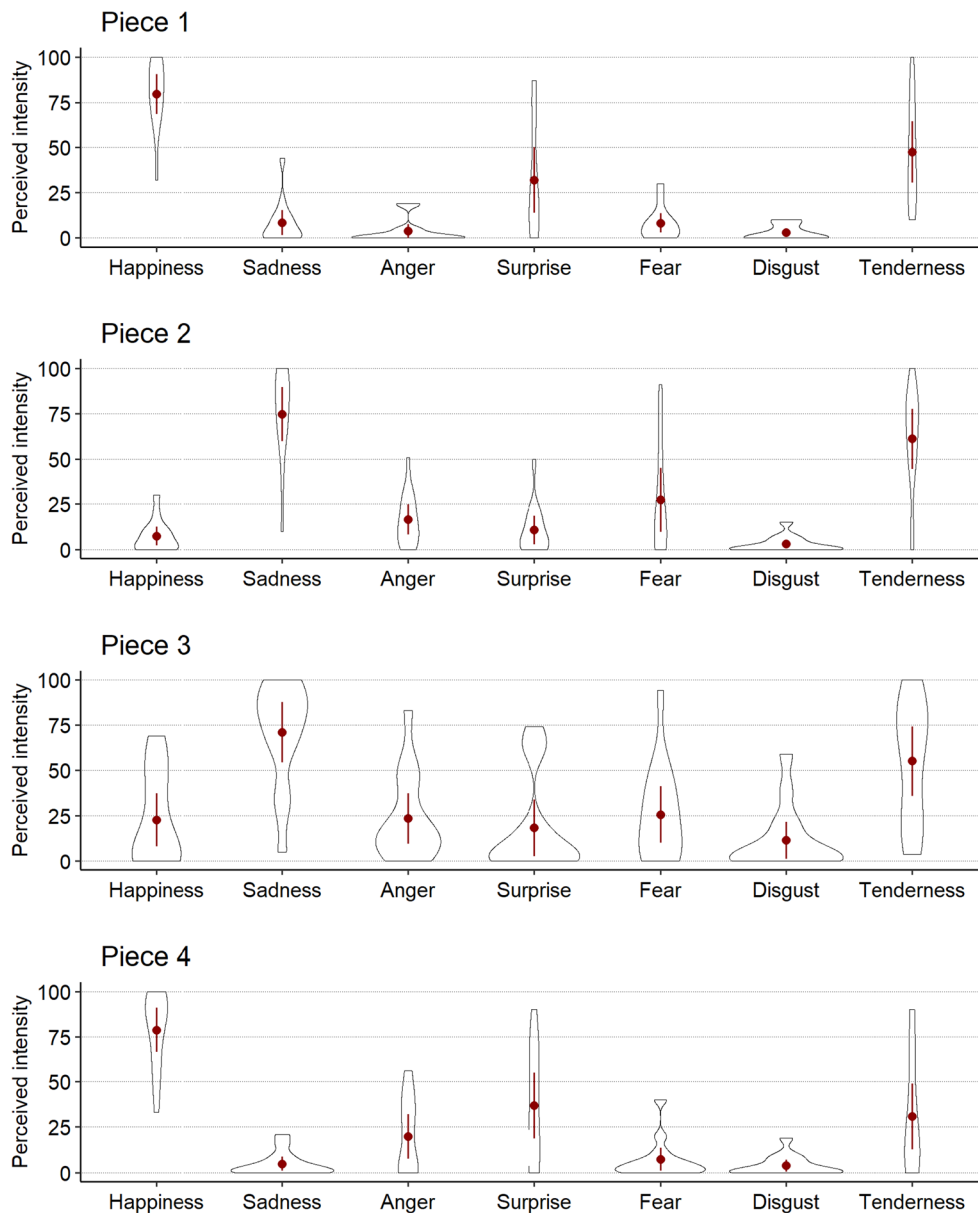 Piece 1
Perceived intensity
100
75
50
25
0
Happiness Sadness Anger Surprise Fear Disgust Tenderness
Piece 2
Perceived intensity
100
75
50
25
0
Happiness Sadness Anger Surprise Fear Disgust Tenderness
Piece 3
Perceived intensity
100
75
50
25
0
Happiness Sadness Anger Surprise Fear Disgust Tenderness
Piece 4
Perceived intensity
100
75
50
25
0
Happiness Sadness Anger Surprise Fear Disgust Tenderness